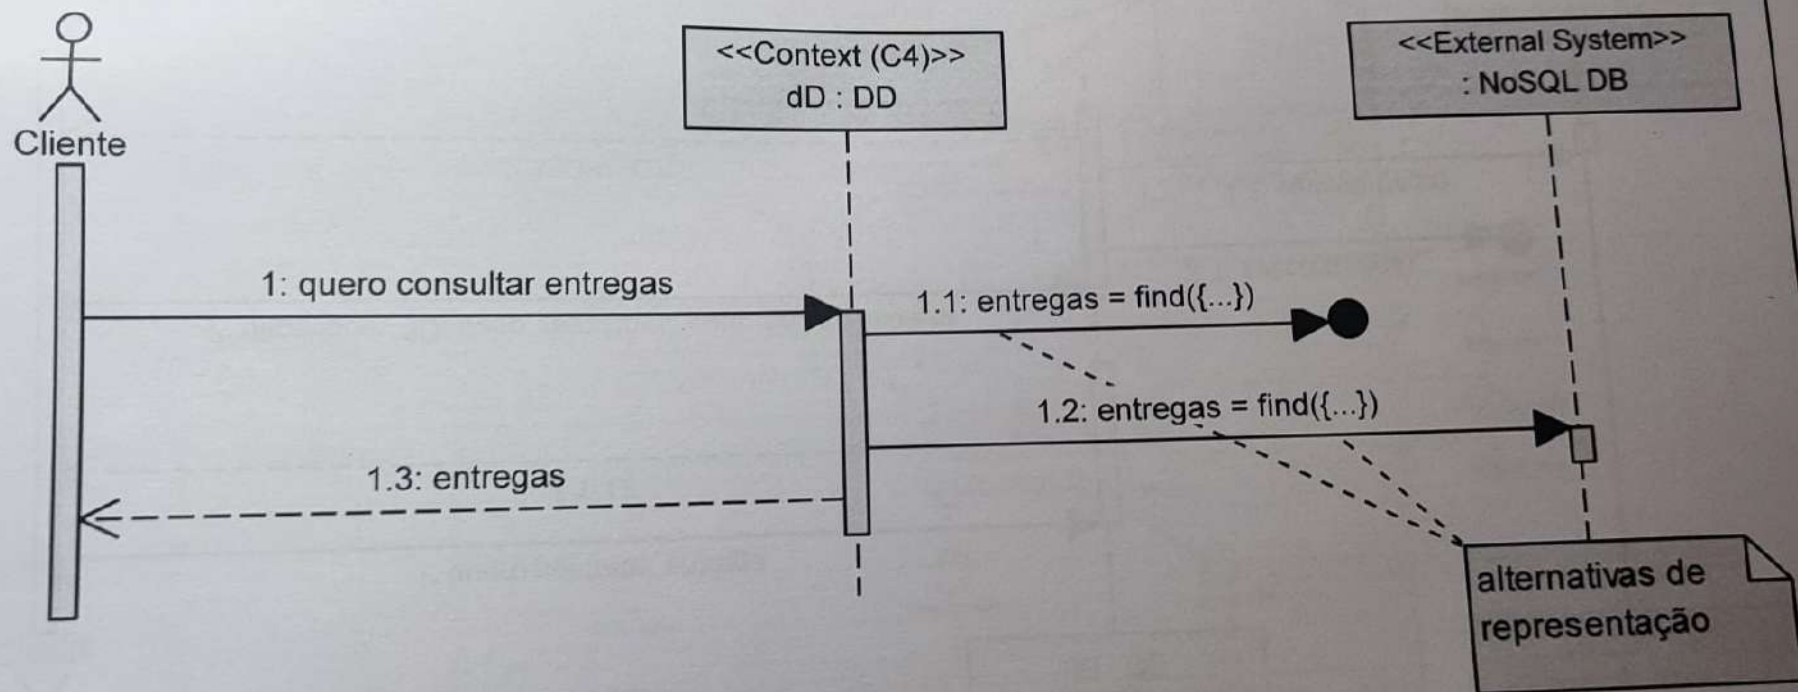 Cliente
<<Context (C4)>>
dD : DD
<<External System>>
: NoSQL DB
1: quero consultar entregas
1.1: entregas = find({...})
1.2: entregas = find({...})
1.3: entregas
alternativas de
representação